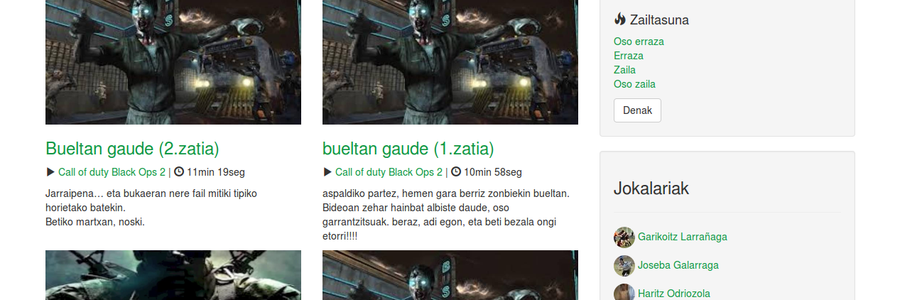 Bueltan gaude (2.zatia)
Call of duty Black Ops 2 | 11min 19seg
Jarraipena... eta bukaeran nere fail mitiki tipiko
horietako batekin.
Betiko martxan, noski.
bueltan gaude (1.zatia)
Call of duty Black Ops 2 | 10min 58seg
aspaldiko partez, hemen gara berriz zonbiekin bueltan.
Bideoan zehar hainbat albiste daude, oso
garrantzitsuak. beraz, adi egon, eta beti bezala ongi
etorri!!!!
Zailtasuna
Oso erraza
Erraza
Zaila
Oso zaila
Denak
Jokalariak
Garikoitz Larrañaga
Joseba Galarraga
Haritz Odriozola